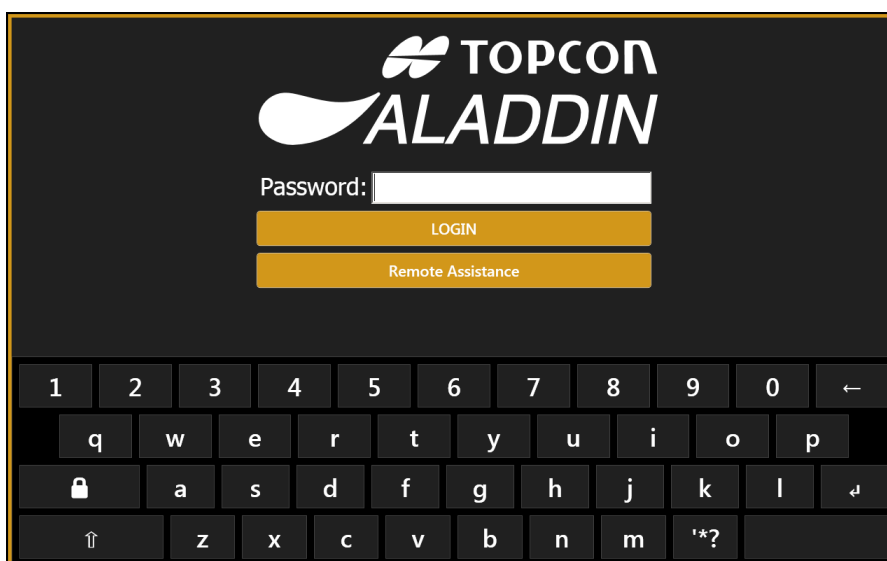 TOPCON
ALADDIN
Password:
LOGIN
Remote Assistance
1 2 3 4 5 6 7 8 9 0 ←
q w e r t y u i o p
a s d f g h j k l ↲
⇧ z x c v b n m '*?